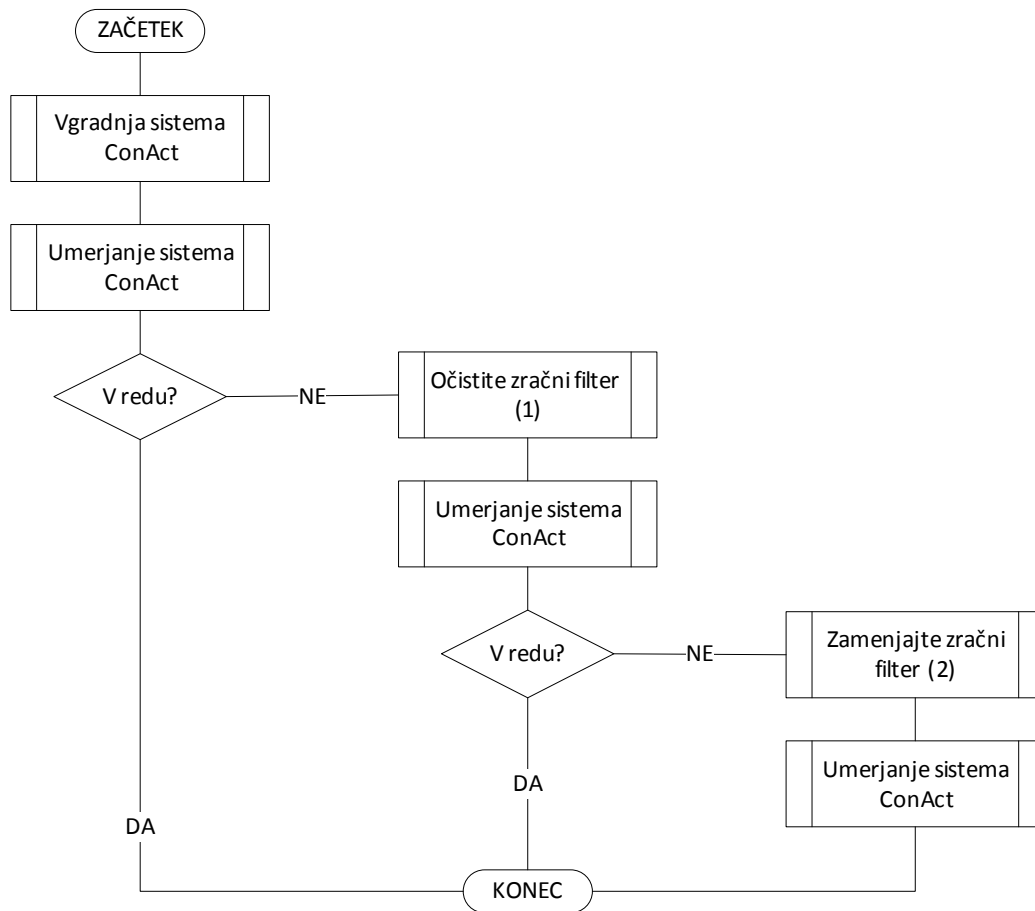 ZAČETEK
Vgradnja sistema
ConAct
Umerjanje sistema
ConAct
V redu?
NE
Očistite zračni filter
(1)
Umerjanje sistema
ConAct
V redu?
NE
Zamenjajte zračni
filter (2)
Umerjanje sistema
ConAct
DA
DA
KONEC